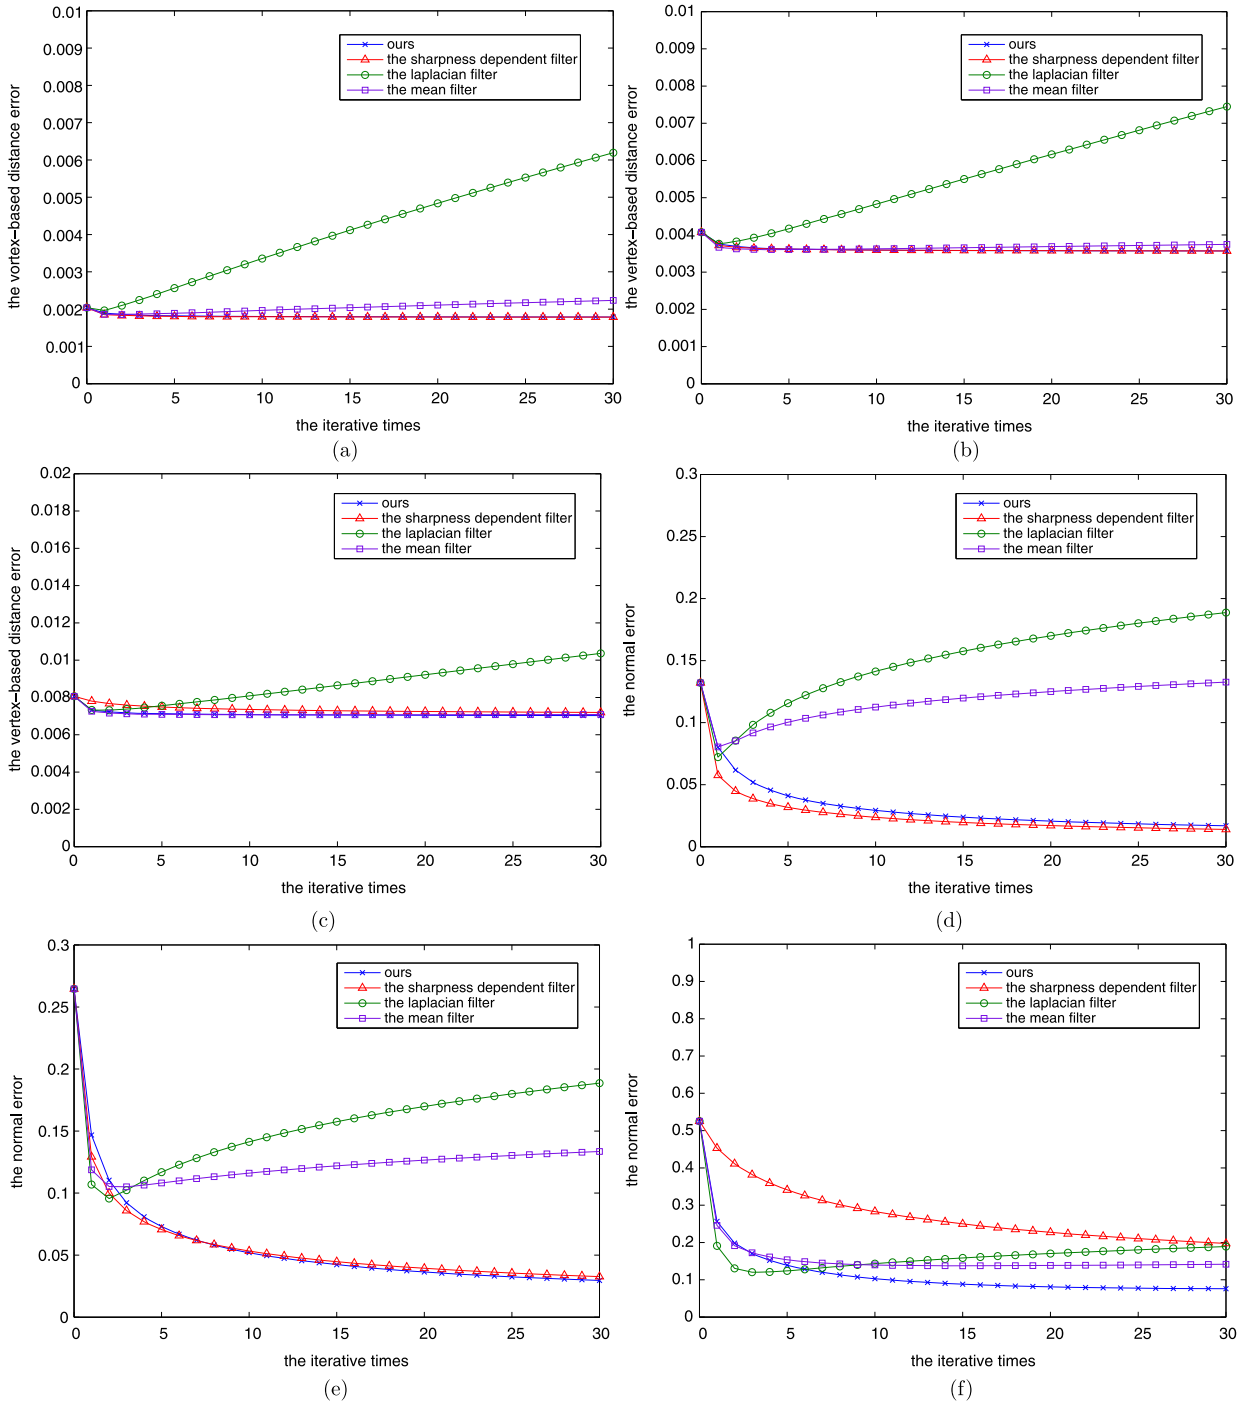 0.01
0.009
0.008
0.007
0.006
0.005
0.004
0.003
0.002
0.001
0
0 5 10 15 20 25 30
the vortex-based distance error
ours
the sharpness dependent filter
the laplacian filter
the mean filter
the iterative times
(a)
0.01
0.009
0.008
0.007
0.006
0.005
0.004
0.003
0.002
0.001
0
0 5 10 15 20 25 30
the vertex-based distance error
ours
the sharpness dependent filter
the laplacian filter
the mean filter
the iterative times
(b)
0.02
0.018
0.016
0.014
0.012
0.01
0.008
0.006
0.004
0.002
0
0 5 10 15 20 25 30
the vertex-based distance error
ours
the sharpness dependent filter
the laplacian filter
the mean filter
the iterative times
(c)
0.3
0.25
0.2
0.15
0.1
0.05
0
0 5 10 15 20 25 30
the normal error
ours
the sharpness dependent filter
the laplacian filter
the mean filter
the iterative times
(d)
0.3
0.25
0.2
0.15
0.1
0.05
0
0 5 10 15 20 25 30
the normal error
ours
the sharpness dependent filter
the laplacian filter
the mean filter
the iterative times
(e)
1
0.9
0.8
0.7
0.6
0.5
0.4
0.3
0.2
0.1
0
0 5 10 15 20 25 30
the normal error
ours
the sharpness dependent filter
the laplacian filter
the mean filter
the iterative times
(f)